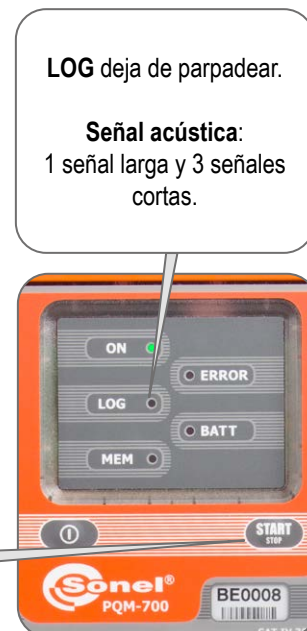 LOG deja de parpadear.
Señal acústica:
1 señal larga y 3 señales
cortas.
ON
ERROR
LOG
BATT
MEM
START
STOP
Sonel®
PQM-700
BE0008